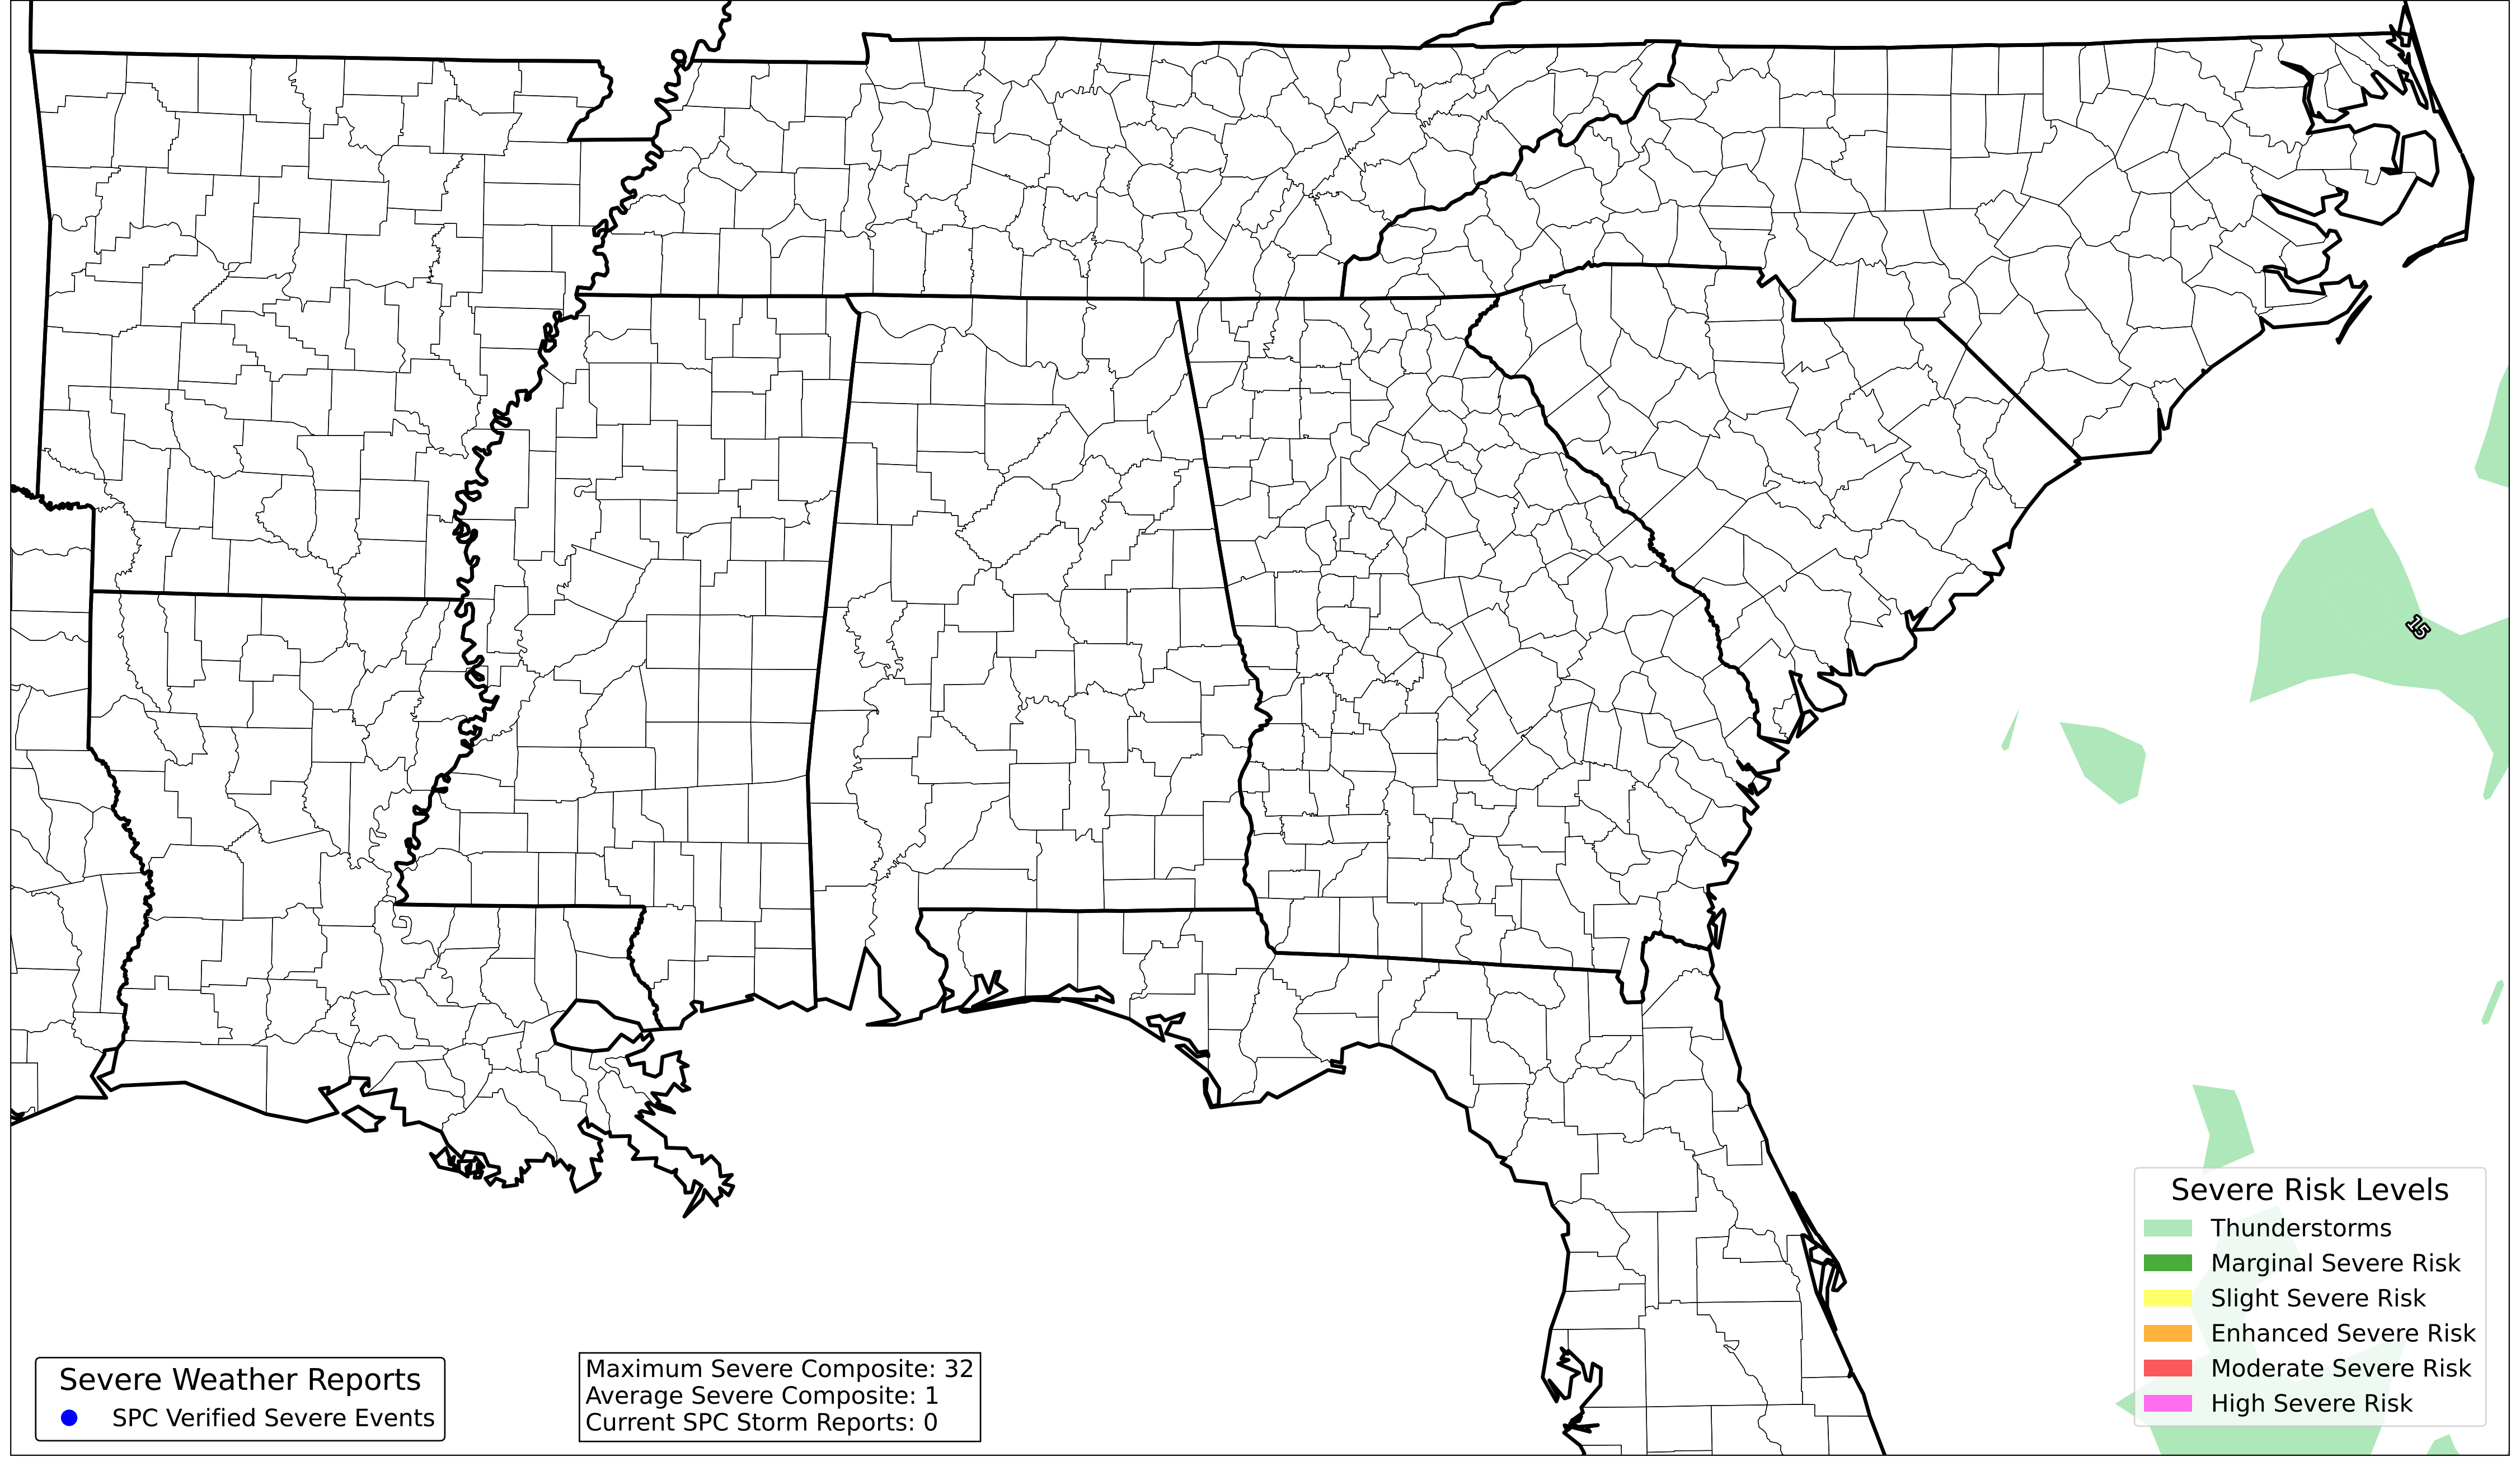 15
Severe Risk Levels
Thunderstorms
Marginal Severe Risk
Slight Severe Risk
Enhanced Severe Risk
Moderate Severe Risk
High Severe Risk
Severe Weather Reports
SPC Verified Severe Events
Maximum Severe Composite: 32
Average Severe Composite: 1
Current SPC Storm Reports: 0